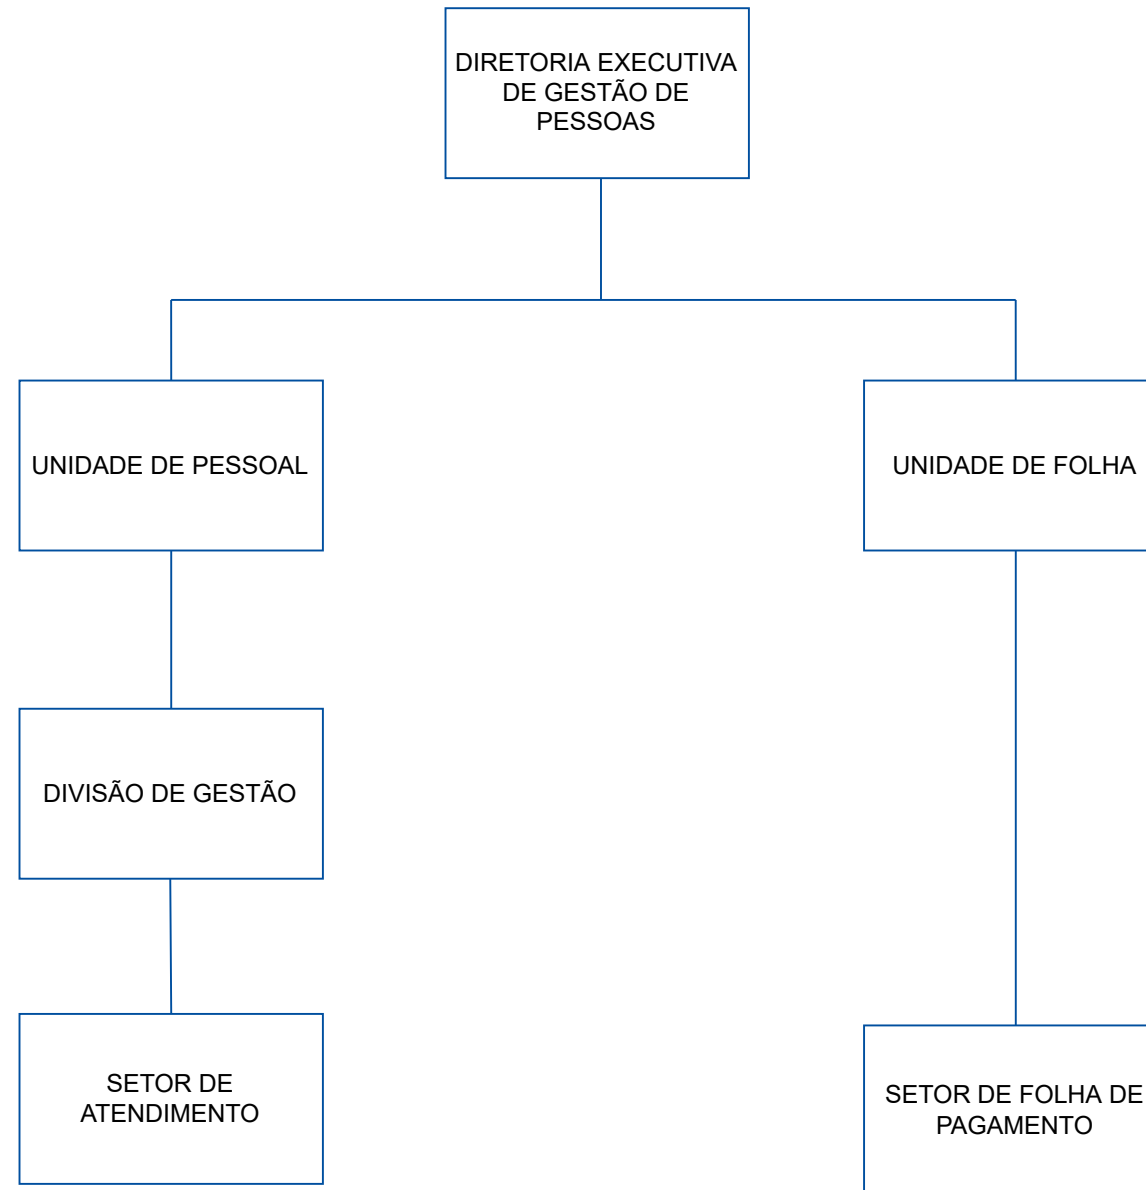 DIRETORIA EXECUTIVA
DE GESTÃO DE
PESSOAS
UNIDADE DE PESSOAL
UNIDADE DE FOLHA
DIVISÃO DE GESTÃO
SETOR DE
ATENDIMENTO
SETOR DE FOLHA DE
PAGAMENTO